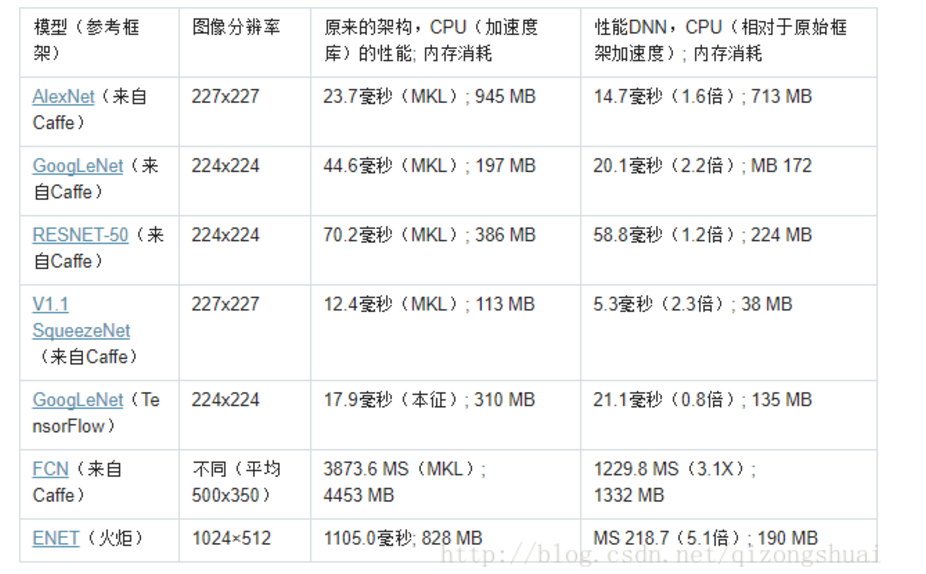 模型（参考框架） 图像分辨率 原来的架构，CPU（加速度库）的性能; 内存消耗 性能DNN，CPU（相对于原始框架加速度）; 内存消耗
AlexNet（来自Caffe） 227x227 23.7毫秒（MKL）; 945 MB 14.7毫秒（1.6倍）; 713 MB
GoogLeNet（来自Caffe） 224x224 44.6毫秒（MKL）; 197 MB 20.1毫秒（2.2倍）; MB 172
RESNET-50（来自Caffe） 224x224 70.2毫秒（MKL）; 386 MB 58.8毫秒（1.2倍）; 224 MB
V1.1 SqueezeNet（来自Caffe） 227x227 12.4毫秒（MKL）; 113 MB 5.3毫秒（2.3倍）; 38 MB
GoogLeNet（TensorFlow） 224x224 17.9毫秒（本征）; 310 MB 21.1毫秒（0.8倍）; 135 MB
FCN（来自Caffe） 不同（平均500x350） 3873.6 MS（MKL）; 4453 MB 1229.8 MS（3.1X）; 1332 MB
ENET（火炬） 1024×512 1105.0毫秒; 828 MB MS 218.7（5.1倍）; 190 MB
http://blog.csdn.net/qizongshuai